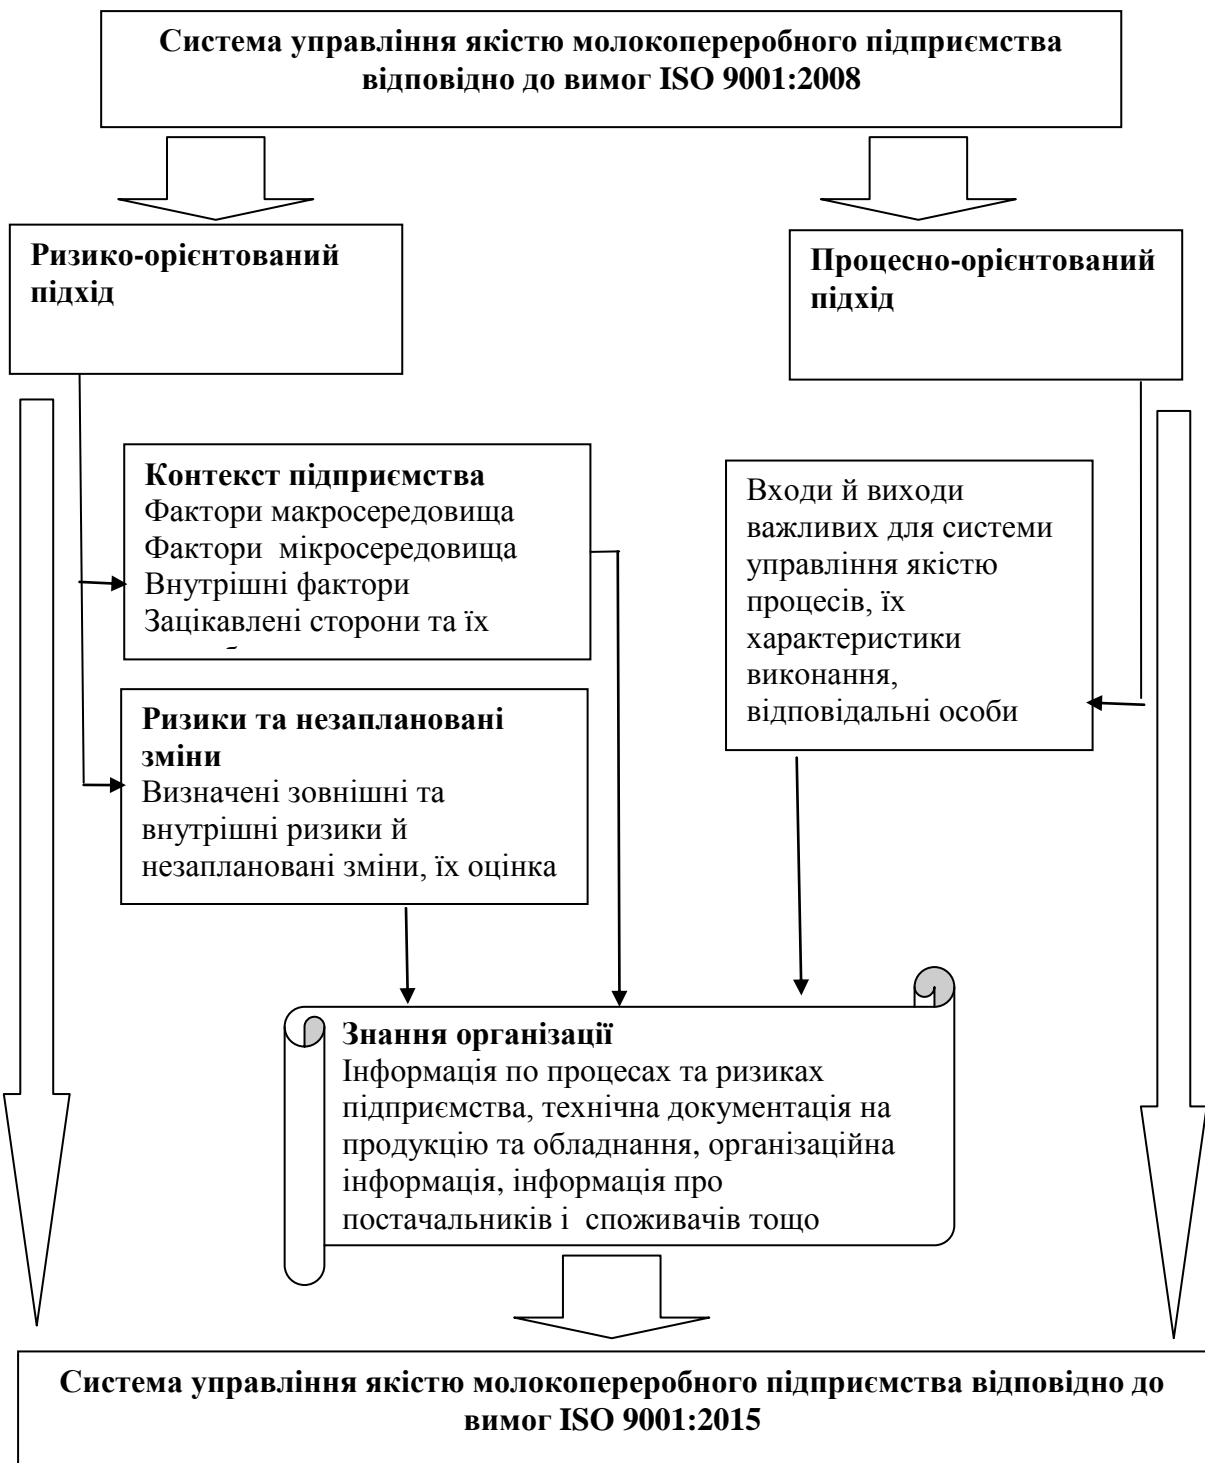 Система управління якістю молокопереробного підприємства
відповідно до вимог ISO 9001:2008
Ризико-орієнтований
підхід
Процесно-орієнтований
підхід
Контекст підприємства
Фактори макросередовища
Фактори мікросередовища
Внутрішні фактори
Зацікавлені сторони та їх
Входи й виходи
важливих для системи
управління якістю
процесів, їх
характеристики
виконання,
відповідальні особи
Ризики та незаплановані
зміни
Визначені зовнішні та
внутрішні ризики й
незаплановані зміни, їх оцінка
Знання організації
Інформація по процесах та ризиках
підприємства, технічна документація на
продукцію та обладнання, організаційна
інформація, інформація про
постачальників і споживачів тощо
Система управління якістю молокопереробного підприємства відповідно до
вимог ISO 9001:2015